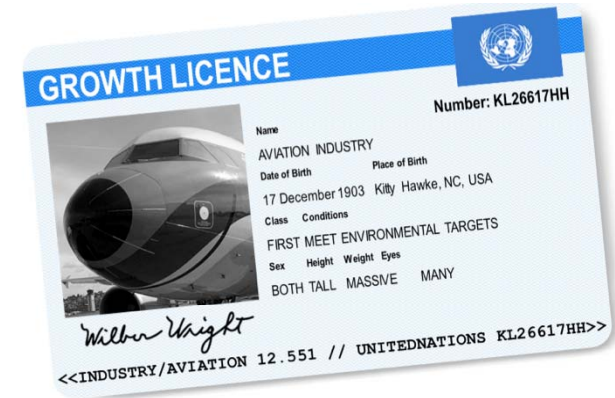 GROWTH LICENCE
Number: KL26617HH
Name
AVIATION INDUSTRY
Date of Birth Place of Birth
17 December 1903 Kitty Hawke, NC, USA
Class Conditions
FIRST MEET ENVIRONMENTAL TARGETS
Sex Height Weight Eyes
BOTH TALL MASSIVE MANY
Wilbur Wright
<<INDUSTRY/AVIATION 12.551 // UNITEDNATIONS KL26617HH>>